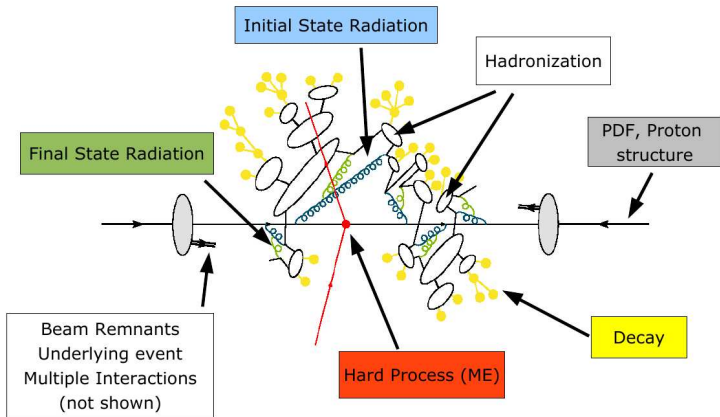 Initial State Radiation
Hadronization
PDF, Proton
structure
Final State Radiation
Beam Remnants
Underlying event
Multiple Interactions
(not shown)
Hard Process (ME)
Decay